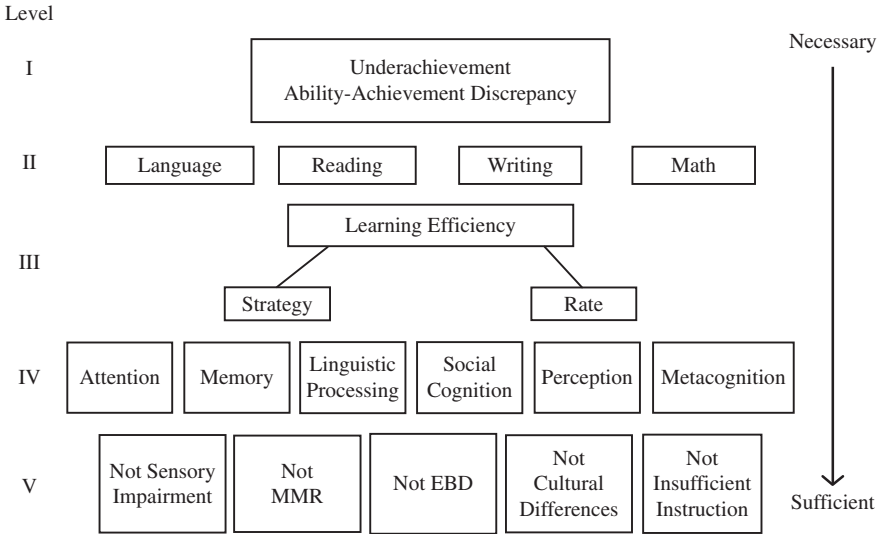 Level
Necessary
I
Underachievement
Ability-Achievement Discrepancy
II
Language
Reading
Writing
Math
Learning Efficiency
III
Strategy
Rate
IV
Attention
Memory
Linguistic
Processing
Social
Cognition
Perception
Metacognition
V
Not Sensory
Impairment
Not
MMR
Not EBD
Not
Cultural
Differences
Not
Insufficient
Instruction
Sufficient